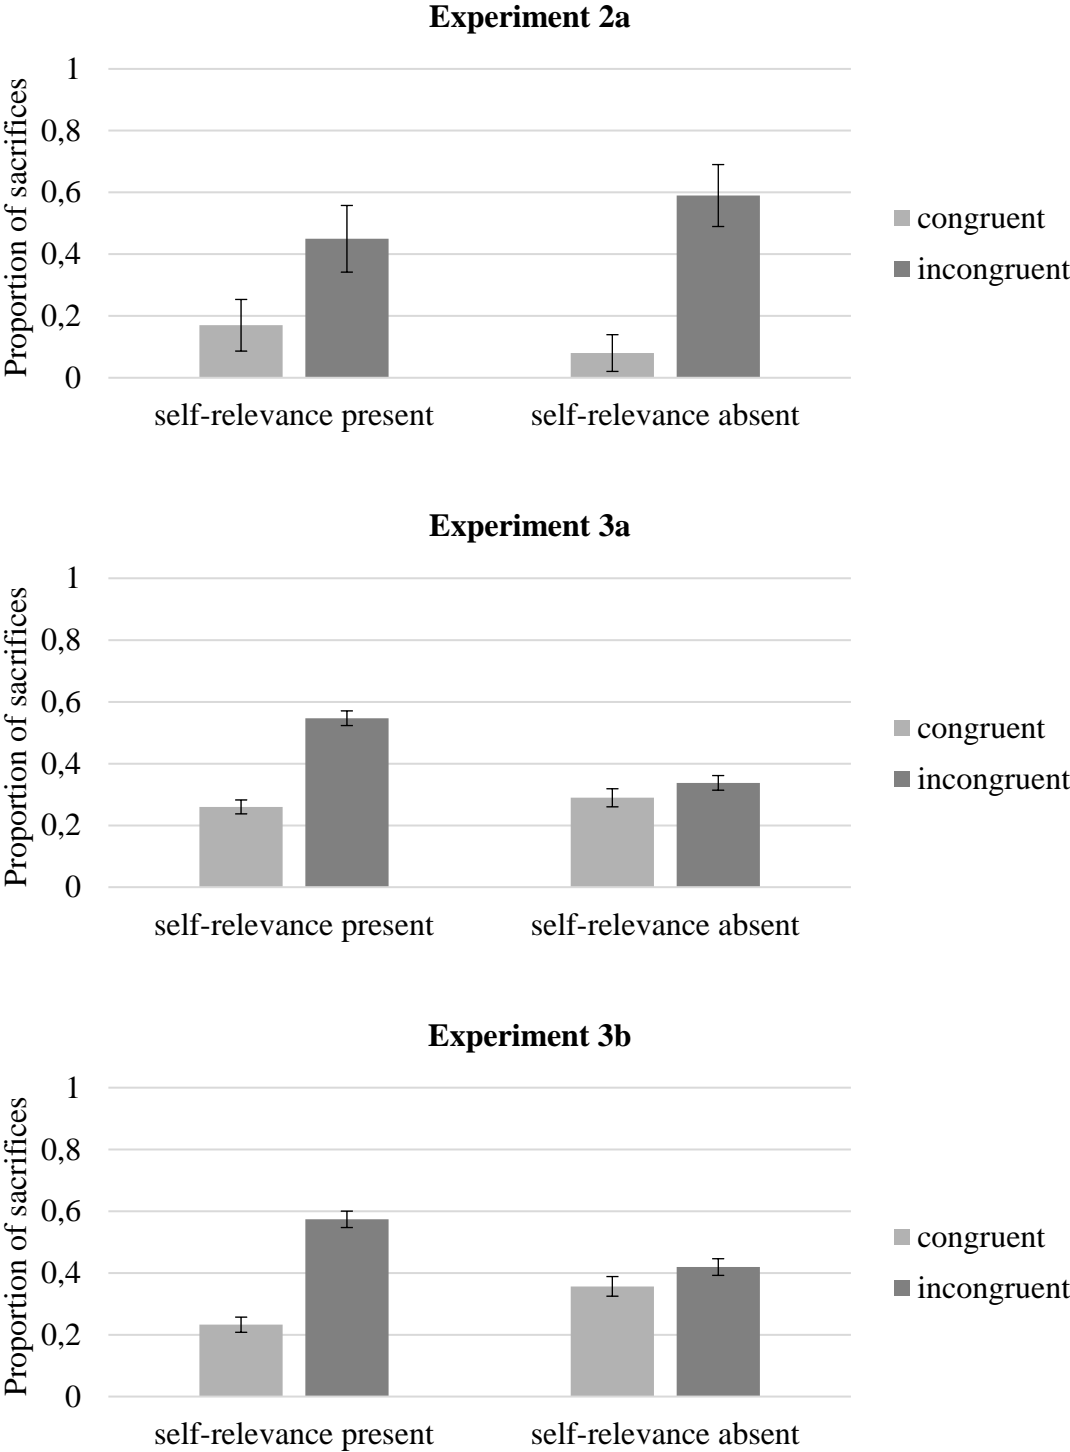 Experiment 2a
Proportion of sacrifices
1
0,8
0,6
0,4
0,2
0
self-relevance present
self-relevance absent
congruent
incongruent
Experiment 3a
Proportion of sacrifices
1
0,8
0,6
0,4
0,2
0
self-relevance present
self-relevance absent
congruent
incongruent
Experiment 3b
Proportion of sacrifices
1
0,8
0,6
0,4
0,2
0
self-relevance present
self-relevance absent
congruent
incongruent